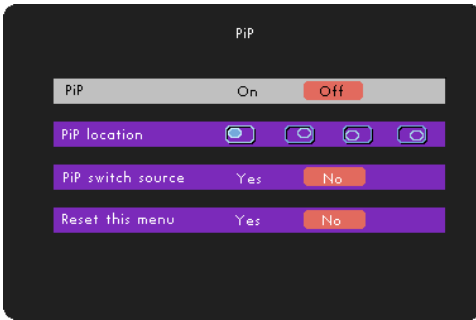 PiP
PiP On Off
PiP location
PiP switch source Yes No
Reset this menu Yes No